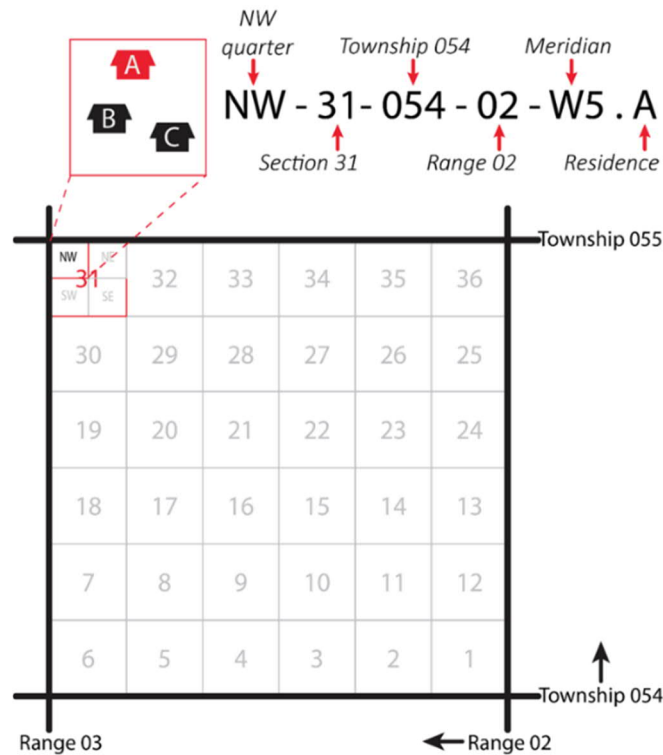 NW
quarter
Township 054
Meridian
A
B
C
NW - 31 - 054 - 02 - W5 . A
Section 31
Range 02
Residence
Township 055
NW NE
31
SW SE
32 33 34 35 36
30 29 28 27 26 25
19 20 21 22 23 24
18 17 16 15 14 13
7 8 9 10 11 12
6 5 4 3 2 1
Township 054
Range 03
Range 02